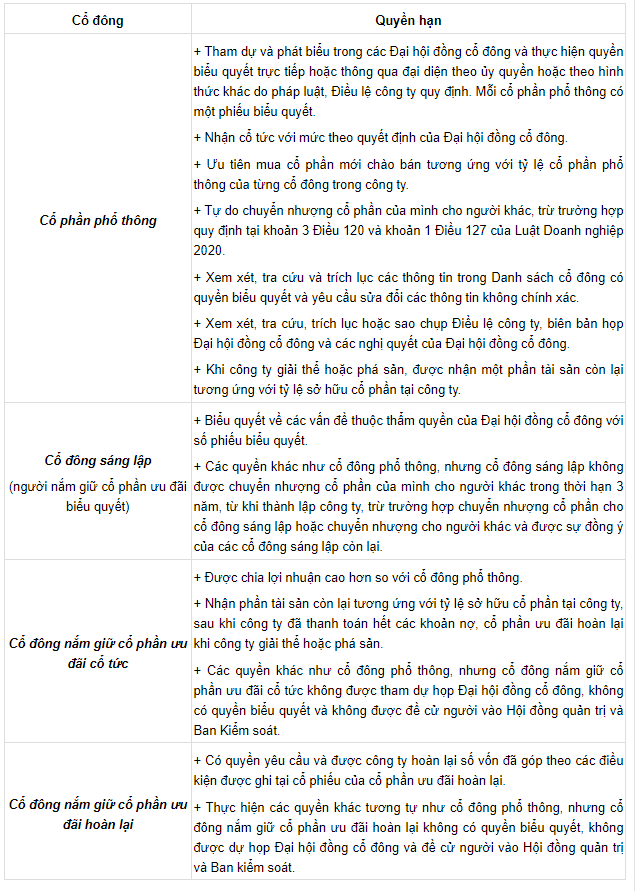 Cổ đông
Quyền hạn
Cổ phần phổ thông
+ Tham dự và phát biểu trong các Đại hội đồng cổ đông và thực hiện quyền
biểu quyết trực tiếp hoặc thông qua đại diện theo ủy quyền hoặc theo hình
thức khác do pháp luật, Điều lệ công ty quy định. Mỗi cổ phần phổ thông có
một phiếu biểu quyết.
+ Nhận cổ tức với mức theo quyết định của Đại hội đồng cổ đông.
+ Ưu tiên mua cổ phần mới chào bán tương ứng với tỷ lệ cổ phần phổ
thông của từng cổ đông trong công ty.
+ Tự do chuyển nhượng cổ phần của mình cho người khác, trừ trường hợp
quy định tại khoản 3 Điều 120 và khoản 1 Điều 127 của Luật Doanh nghiệp
2020.
+ Xem xét, tra cứu và trích lục các thông tin trong Danh sách cổ đông có
quyền biểu quyết và yêu cầu sửa đổi các thông tin không chính xác.
+ Xem xét, tra cứu, trích lục hoặc sao chụp Điều lệ công ty, biên bản họp
Đại hội đồng cổ đông và các nghị quyết của Đại hội đồng cổ đông.
+ Khi công ty giải thể hoặc phá sản, được nhận một phần tài sản còn lại
tương ứng với tỷ lệ sở hữu cổ phần tại công ty.
Cổ đông sáng lập
(người nắm giữ cổ phần ưu đãi
biểu quyết)
+ Biểu quyết về các vấn đề thuộc thẩm quyền của Đại hội đồng cổ đông với
số phiếu biểu quyết.
+ Các quyền khác như cổ đông phổ thông, nhưng cổ đông sáng lập không
được chuyển nhượng cổ phần của mình cho người khác trong thời hạn 3
năm, từ khi thành lập công ty, trừ trường hợp chuyển nhượng cổ phần cho
cổ đông sáng lập hoặc chuyển nhượng cho người khác và được sự đồng ý
của các cổ đông sáng lập còn lại.
Cổ đông nắm giữ cổ phần ưu
đãi cổ tức
+ Được chia lợi nhuận cao hơn so với cổ đông phổ thông.
+ Nhận phần tài sản còn lại tương ứng với tỷ lệ sở hữu cổ phần tại công ty,
sau khi công ty đã thanh toán hết các khoản nợ, cổ phần ưu đãi hoàn lại
khi công ty giải thể hoặc phá sản.
+ Các quyền khác như cổ đông phổ thông, nhưng cổ đông nắm giữ cổ
phần ưu đãi cổ tức không được tham dự họp Đại hội đồng cổ đông, không
có quyền biểu quyết và không được đề cử người vào Hội đồng quản trị và
Ban Kiểm soát.
Cổ đông nắm giữ cổ phần ưu
đãi hoàn lại
+ Có quyền yêu cầu và được công ty hoàn lại số vốn đã góp theo các điều
kiện được ghi tại cổ phiếu của cổ phần ưu đãi hoàn lại.
+ Thực hiện các quyền khác tương tự như cổ đông phổ thông, nhưng cổ
đông nắm giữ cổ phần ưu đãi hoàn lại không có quyền biểu quyết, không
được dự họp Đại hội đồng cổ đông và đề cử người vào Hội đồng quản trị
và Ban kiểm soát.